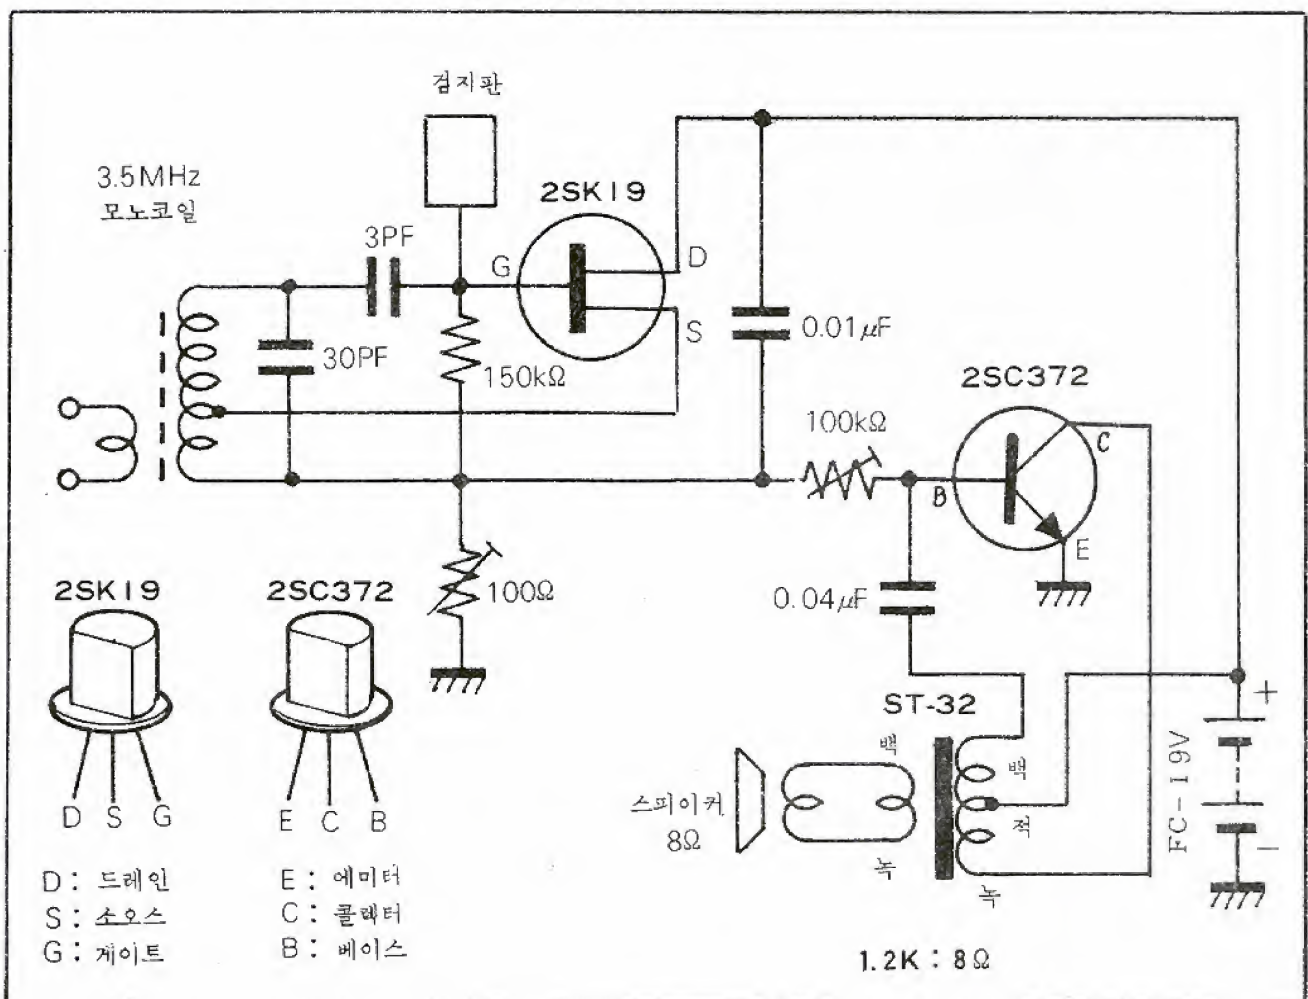 검지판
3.5MHz
모노코일
3PF
2SK19
G
D
S
30PF
150kΩ
0.01μF
2SC372
100kΩ
B
C
E
100Ω
0.04μF
2SK19
2SC372
D S G
E C B
D : 드레인
S : 소오스
G : 게이트
E : 에미터
C : 콜렉터
B : 베이스
ST-32
백
백
스피이커
8Ω
적
녹
녹
1.2K : 8Ω
+
FC-19V
−